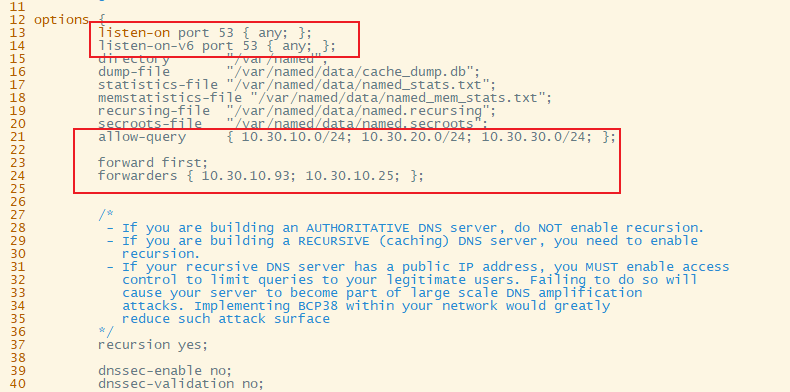 11
12 options {
13 listen-on port 53 { any; };
14 listen-on-v6 port 53 { any; };
15 directory "/var/named";
16 dump-file "/var/named/data/cache_dump.db";
17 statistics-file "/var/named/data/named_stats.txt";
18 memstatistics-file "/var/named/data/named_mem_stats.txt";
19 recursing-file "/var/named/data/named.recursing";
20 secroots-file "/var/named/data/named.secroots";
21 allow-query { 10.30.10.0/24; 10.30.20.0/24; 10.30.30.0/24; };
22
23 forward first;
24 forwarders { 10.30.10.93; 10.30.10.25; };
25
26
27 /*
28 - If you are building an AUTHORITATIVE DNS server, do NOT enable recursion.
29 - If you are building a RECURSIVE (caching) DNS server, you need to enable
30 recursion.
31 - If your recursive DNS server has a public IP address, you MUST enable access
32 control to limit queries to your legitimate users. Failing to do so will
33 cause your server to become part of large scale DNS amplification
34 attacks. Implementing BCP38 within your network would greatly
35 reduce such attack surface
36 */
37 recursion yes;
38
39 dnssec-enable no;
40 dnssec-validation no;